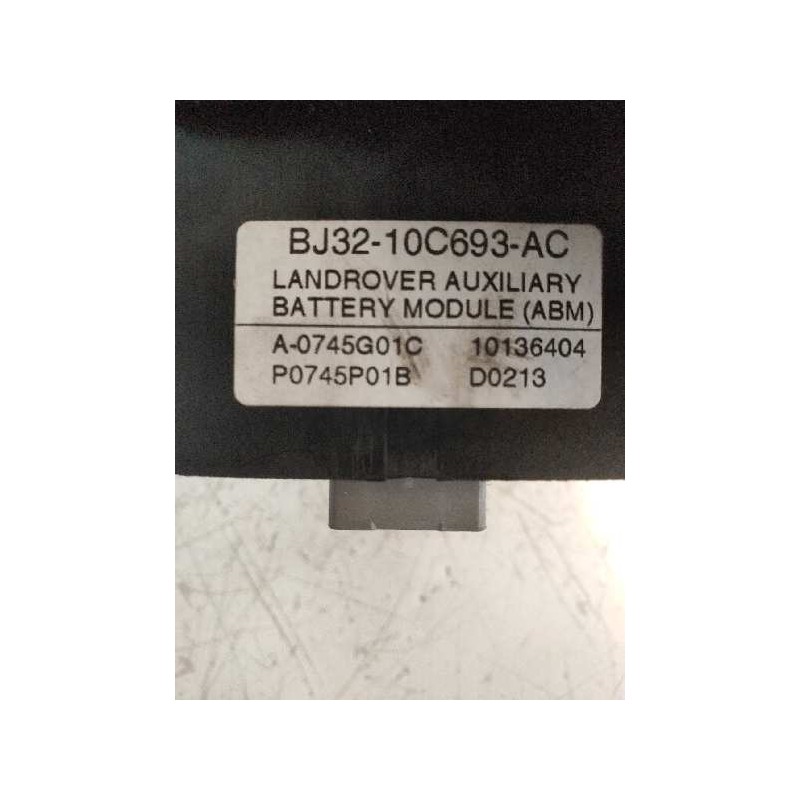 BJ32-10C693-AC
LANDROVER AUXILIARY
BATTERY MODULE (ABM)
A-0745G01C 10136404
P0745P01B D0213